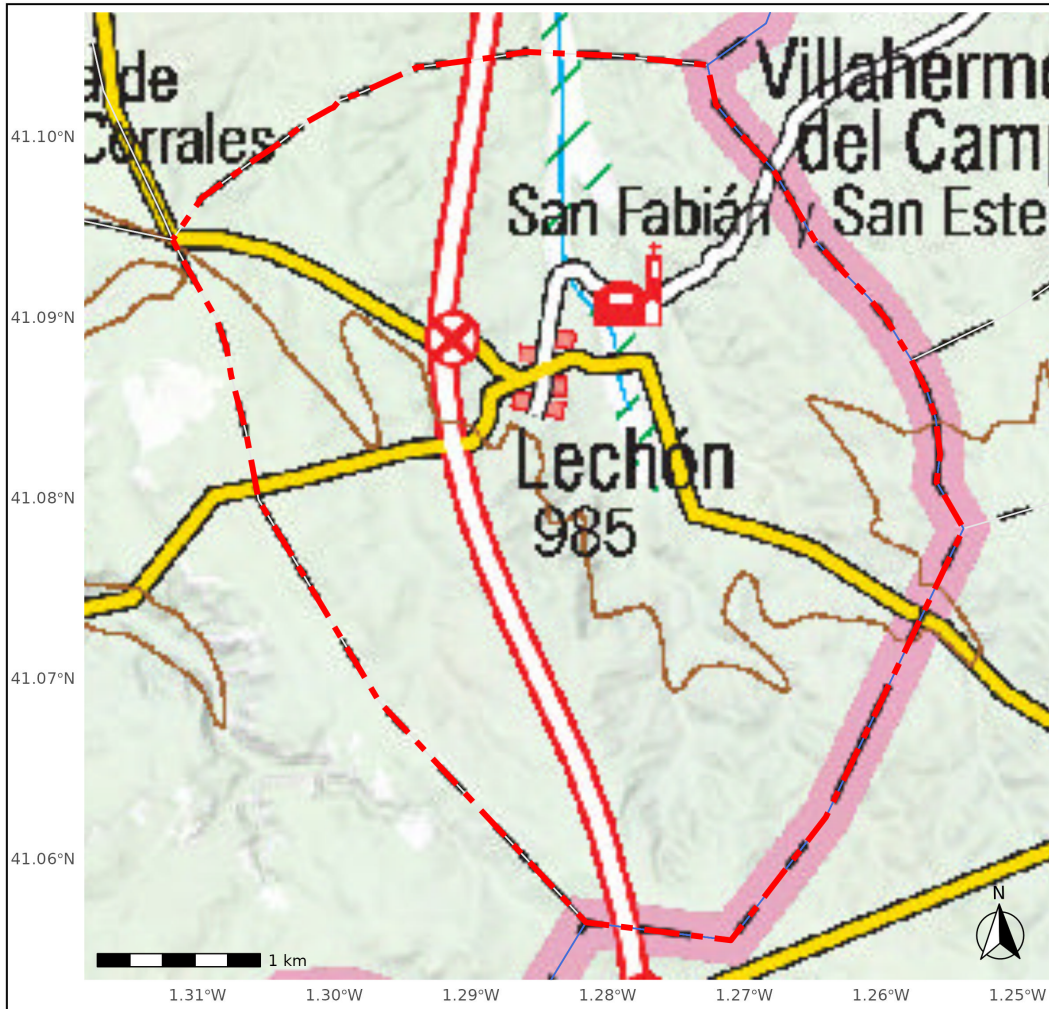 a de
Corrales
Villaherm
del Cam
San Fabián y San Este
Lechón
985
41.10°N
41.09°N
41.08°N
41.07°N
41.06°N
N
1 km
1.31°W
1.30°W
1.29°W
1.28°W
1.27°W
1.26°W
1.25°W